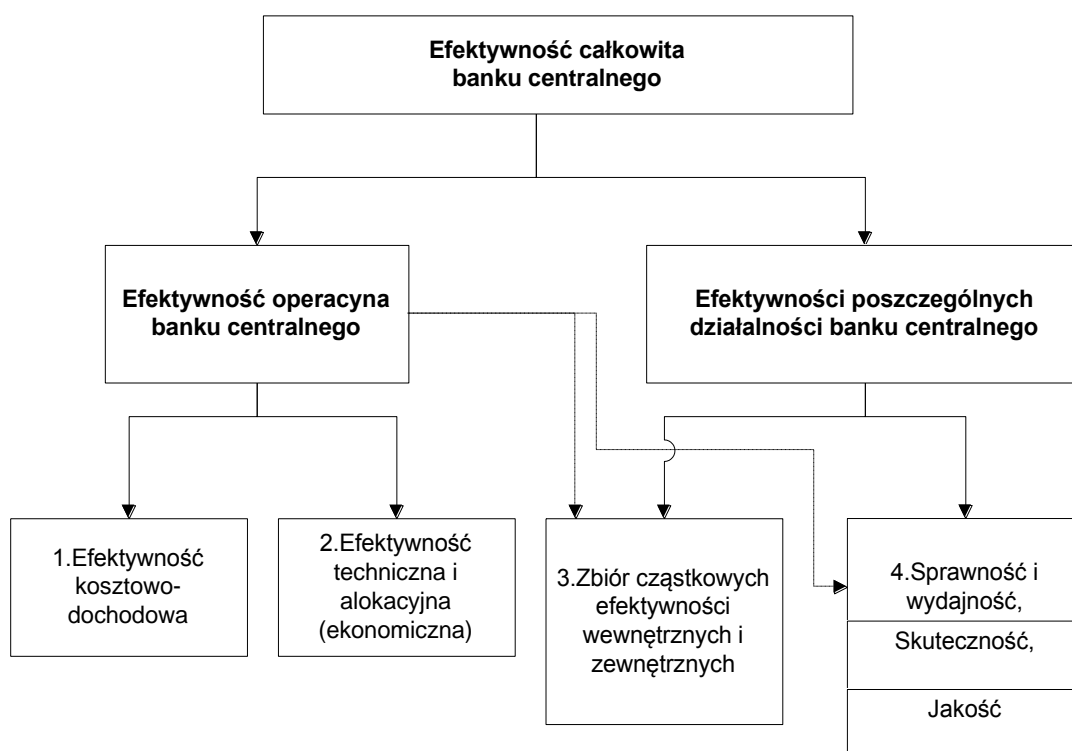 Efektywność całkowita
banku centralnego
Efektywność operacyna
banku centralnego
Efektywności poszczególnych
działalności banku centralnego
1.Efektywność
kosztowo-
dochodowa
2.Efektywność
techniczna i
alokacyjna
(ekonomiczna)
3.Zbiór cząstkowych
efektywności
wewnętrznych i
zewnętrznych
4.Sprawność i
wydajność,
Skuteczność,
Jakość